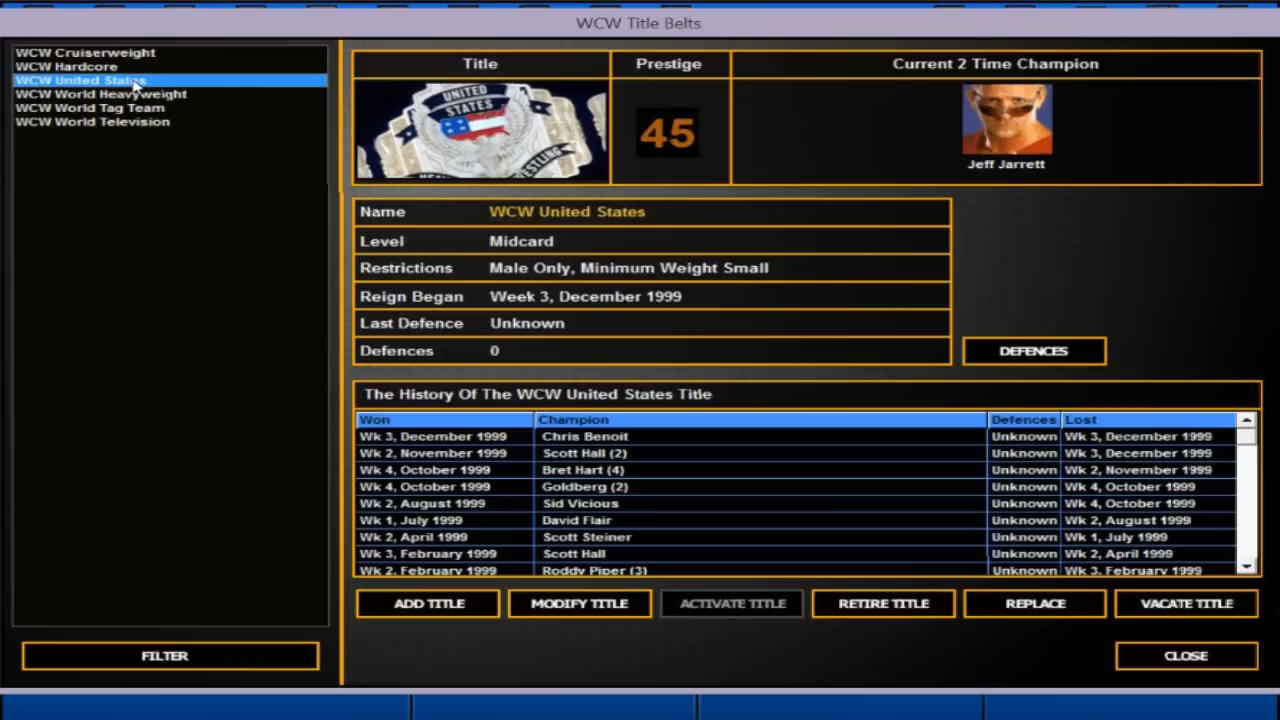 WCW Title Belts
WCW Cruiserweight
WCW Hardcore
WCW United States
WCW World Heavyweight
WCW World Tag Team
WCW World Television
FILTER
Title
Prestige
Current 2 Time Champion
UNITED
STATES
45
Jeff Jarrett
Name WCW United States
Level Midcard
Restrictions Male Only, Minimum Weight Small
Reign Began Week 3, December 1999
Last Defence Unknown
Defences 0
DEFENCES
The History Of The WCW United States Title
Won Champion Defences Lost
Wk 3, December 1999 Chris Benoit Unknown Wk 3, December 1999
Wk 2, November 1999 Scott Hall (2) Unknown Wk 3, December 1999
Wk 4, October 1999 Bret Hart (4) Unknown Wk 2, November 1999
Wk 4, October 1999 Goldberg (2) Unknown Wk 4, October 1999
Wk 2, August 1999 Sid Vicious Unknown Wk 4, October 1999
Wk 1, July 1999 David Flair Unknown Wk 2, August 1999
Wk 2, April 1999 Scott Steiner Unknown Wk 1, July 1999
Wk 3, February 1999 Scott Hall Unknown Wk 2, April 1999
Wk 2, February 1999 Roddy Piper (3) Unknown Wk 3, February 1999
ADD TITLE
MODIFY TITLE
ACTIVATE TITLE
RETIRE TITLE
REPLACE
VACATE TITLE
CLOSE